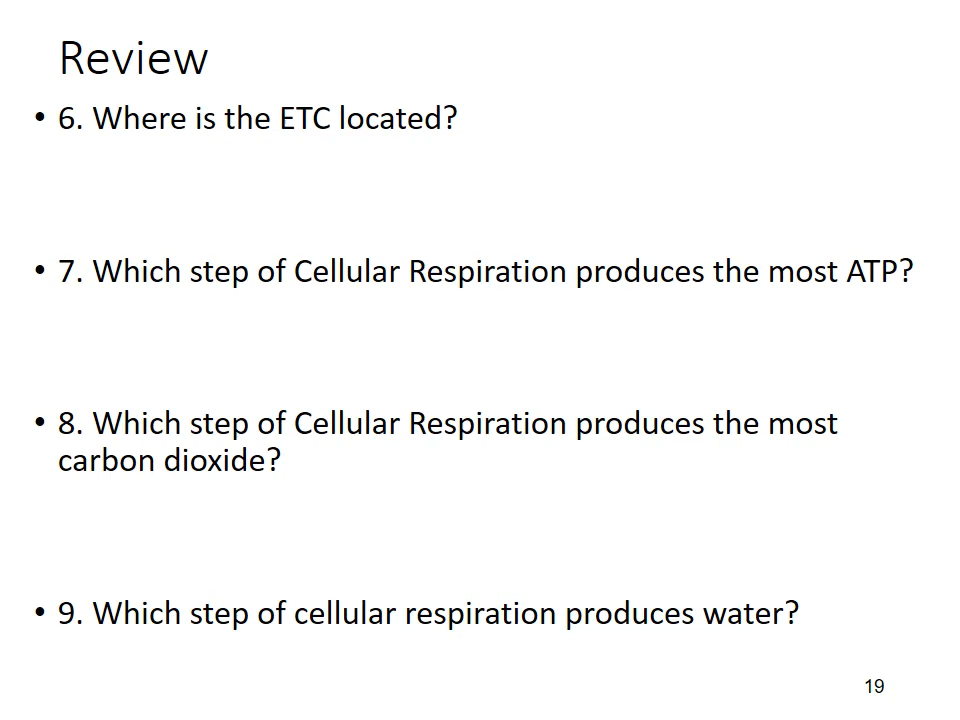 Review
• 6. Where is the ETC located?
• 7. Which step of Cellular Respiration produces the most ATP?
• 8. Which step of Cellular Respiration produces the most
carbon dioxide?
• 9. Which step of cellular respiration produces water?
19